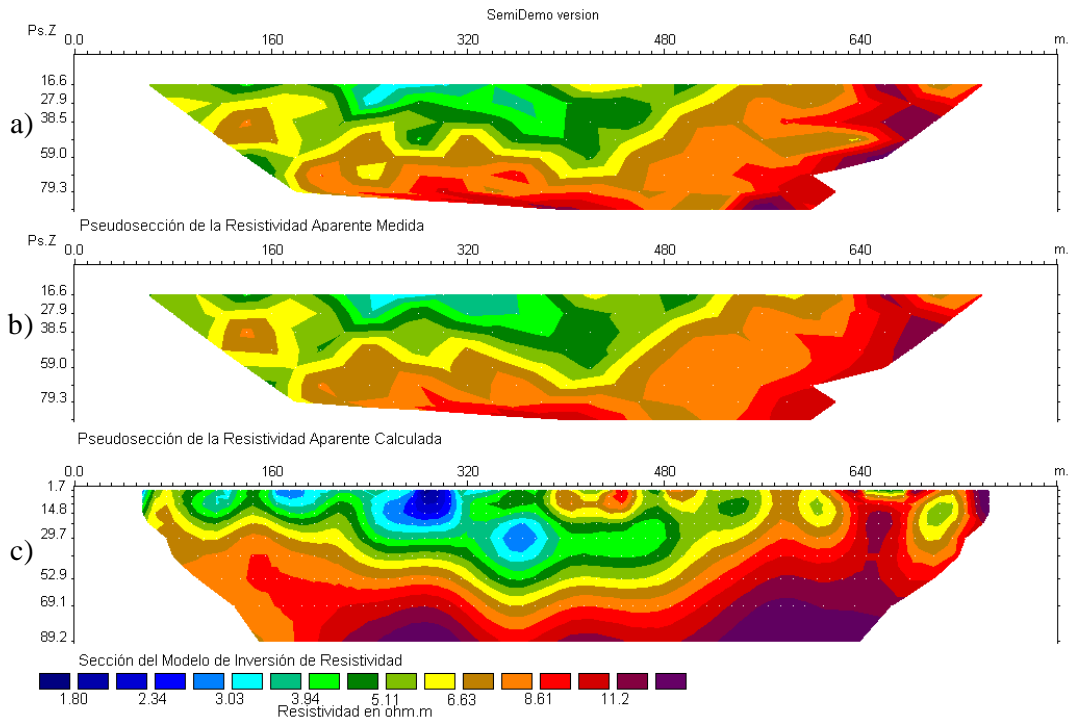 SemiDemo version
Ps.Z 0.0 160 320 480 640 m.
16.6
27.9
a) 38.5
59.0
79.3
Pseudosección de la Resistividad Aparente Medida
Ps.Z 0.0 160 320 480 640 m.
16.6
27.9
b) 38.5
59.0
79.3
Pseudosección de la Resistividad Aparente Calculada
0.0 160 320 480 640 m.
1.7
14.8
29.7
c)
52.9
69.1
89.2
Sección del Modelo de Inversión de Resistividad
1.80 2.34 3.03 3.94 5.11 6.63 8.61 11.2
Resistividad en ohm.m